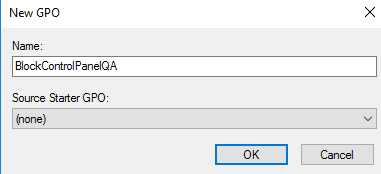 New GPO
Name:
BlockControlPanelQA
Source Starter GPO:
(none)
OK Cancel